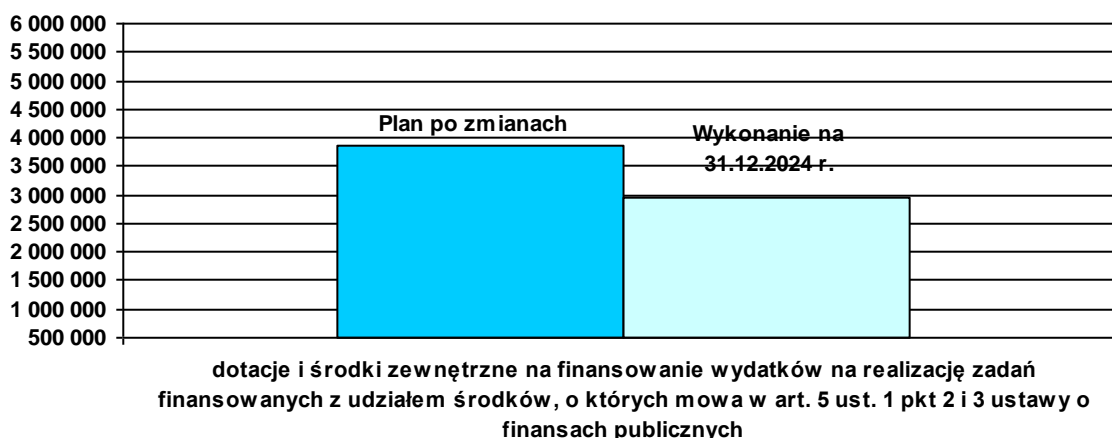 6 000 000
5 500 000
5 000 000
4 500 000
4 000 000
3 500 000
3 000 000
2 500 000
2 000 000
1 500 000
1 000 000
500 000
Plan po zmianach
Wykonanie na
31.12.2024 r.
dotacje i środki zewnętrzne na finansowanie wydatków na realizację zadań
finansowanych z udziałem środków, o których mowa w art. 5 ust. 1 pkt 2 i 3 ustawy o
finansach publicznych